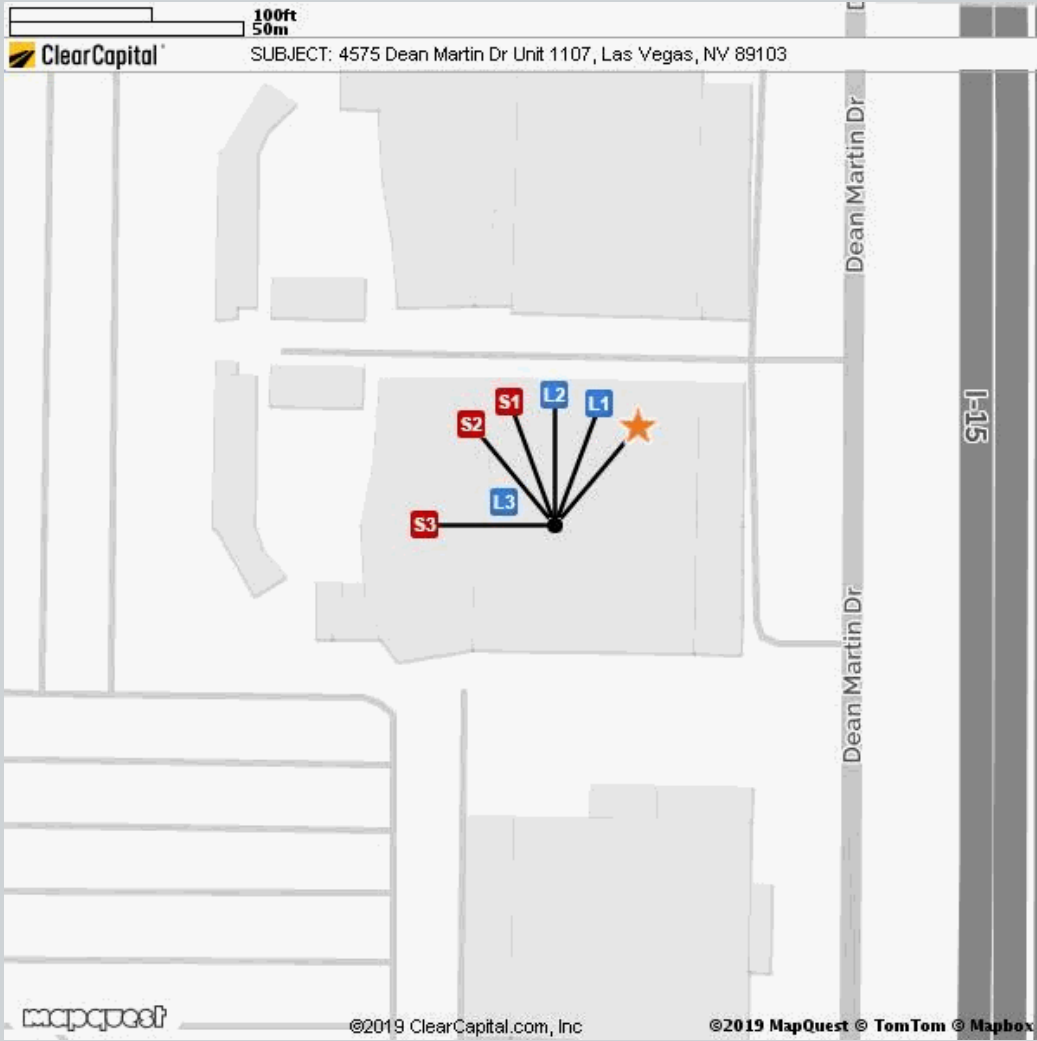 100ft
50m
ClearCapital
SUBJECT: 4575 Dean Martin Dr Unit 1107, Las Vegas, NV 89103
Dean Martin Dr
I-15
S1
L2
L1
S2
L3
S3
Dean Martin Dr
mapquest
©2019 ClearCapital.com, Inc
©2019 MapQuest © TomTom © Mapbox